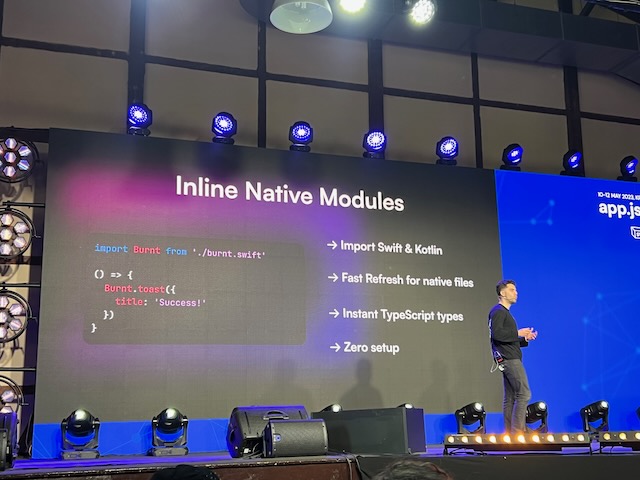 Inline Native Modules
import Burnt from './burnt.swift'
() => {
Burnt.toast({
title: 'Success!'
})
}
→ Import Swift & Kotlin
→ Fast Refresh for native files
→ Instant TypeScript types
→ Zero setup
10-12 MAY 2023,
app.js